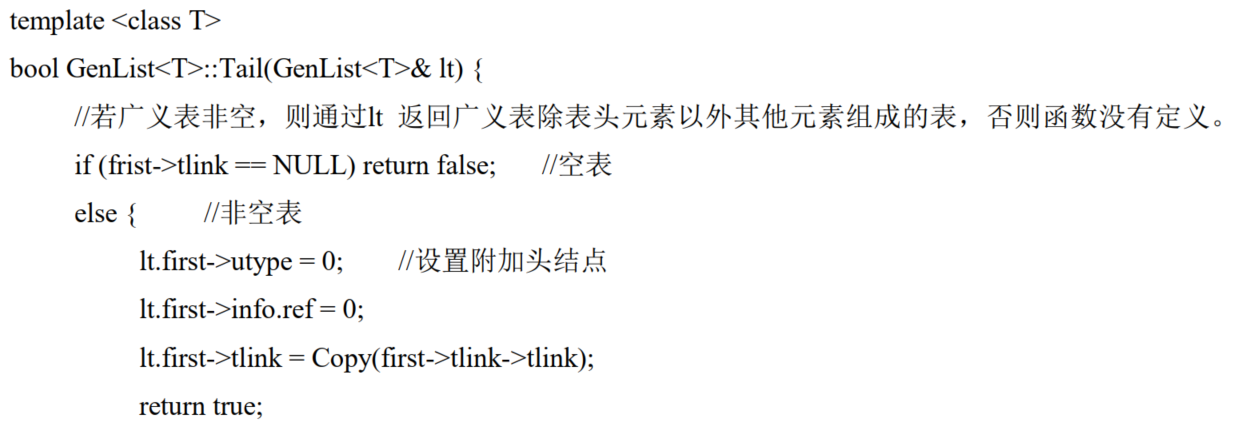 template <class T>
bool GenList<T>::Tail(GenList<T>& lt) {
//若广义表非空，则通过lt 返回广义表除表头元素以外其他元素组成的表，否则函数没有定义。
if (frist->tlink == NULL) return false; //空表
else { //非空表
lt.first->utype = 0; //设置附加头结点
lt.first->info.ref = 0;
lt.first->tlink = Copy(first->tlink->tlink);
return true;